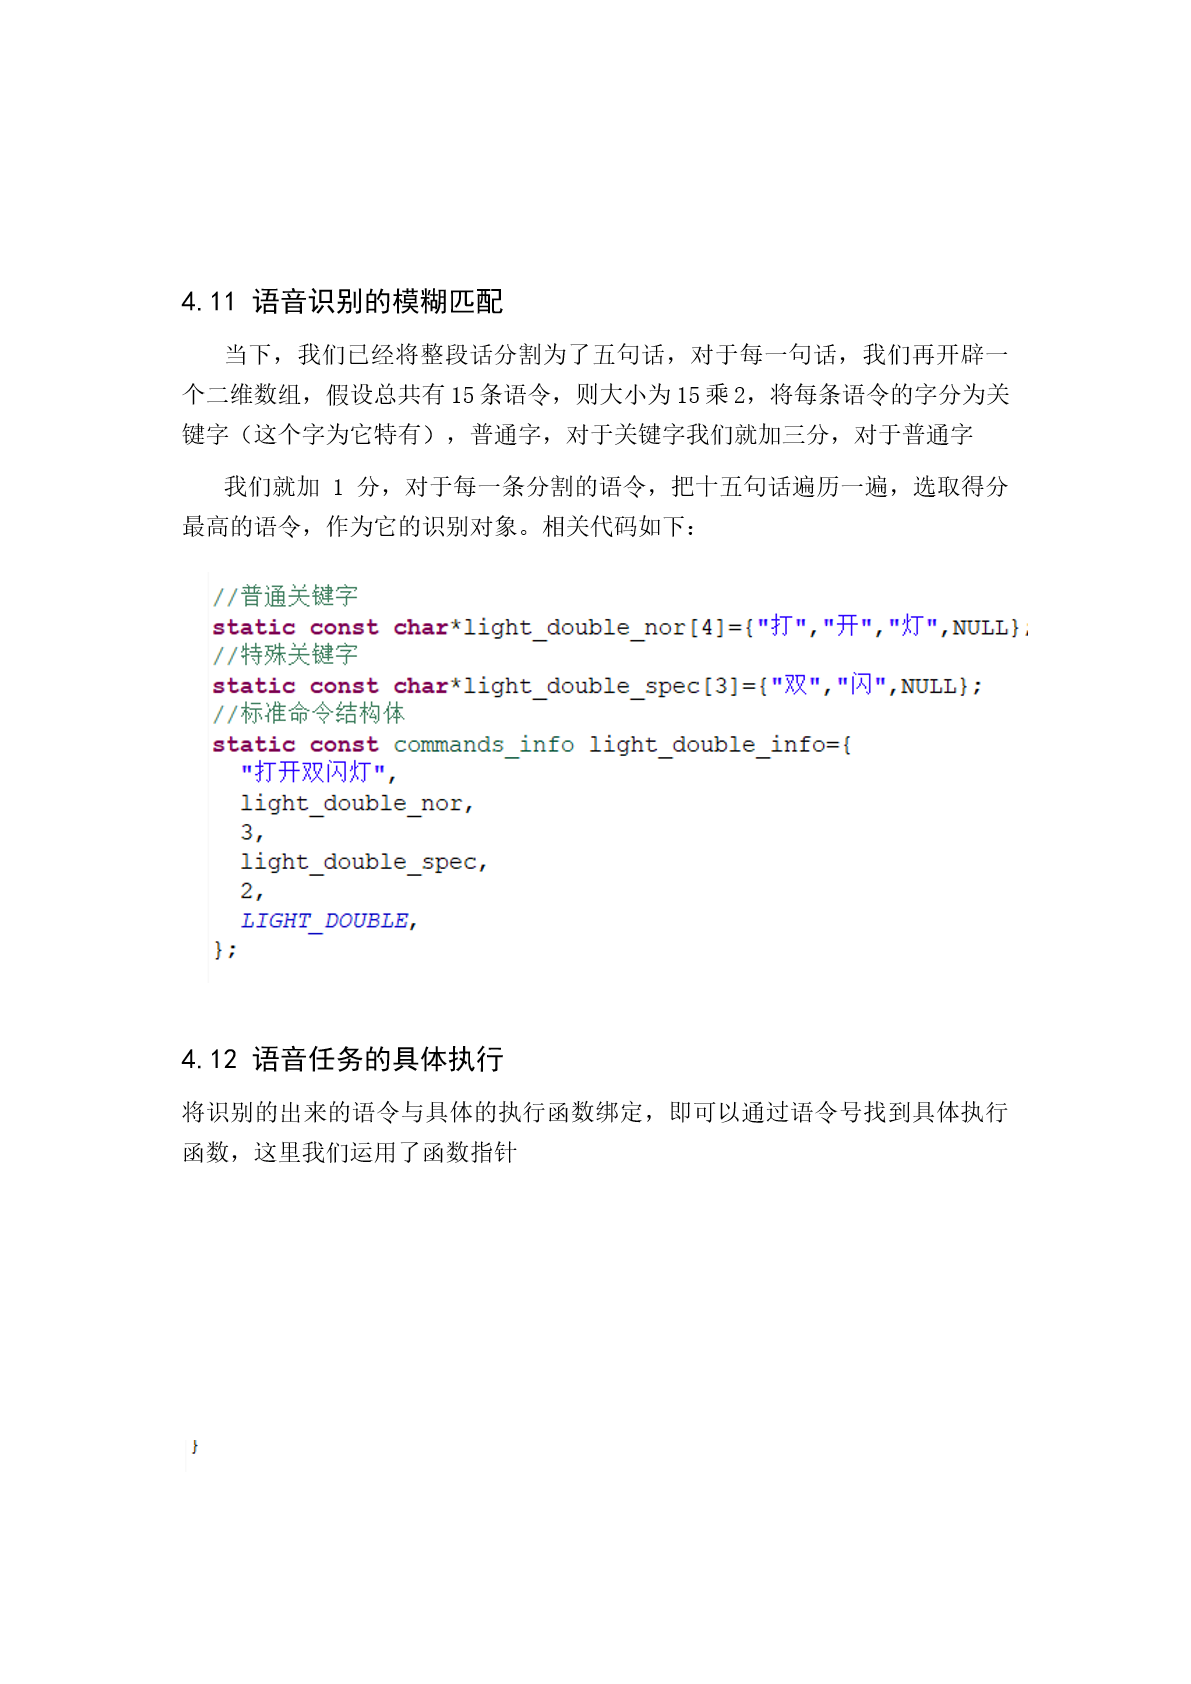 4.11 语音识别的模糊匹配
当下，我们已经将整段话分割为了五句话，对于每一句话，我们再开辟一
个二维数组，假设总共有 15 条语令，则大小为 15 乘 2，将每条语令的字分为关
键字（这个字为它特有），普通字，对于关键字我们就加三分，对于普通字
我们就加 1 分，对于每一条分割的语令，把十五句话遍历一遍，选取得分
最高的语令，作为它的识别对象。相关代码如下：
//普通关键字
static const char*light_double_nor[4]={"打","开","灯",NULL};
//特殊关键字
static const char*light_double_spec[3]={"双","闪",NULL};
//标准命令结构体
static const commands_info light_double_info={
"打开双闪灯",
light_double_nor,
3,
light_double_spec,
2,
LIGHT_DOUBLE,
};
4.12 语音任务的具体执行
将识别的出来的语令与具体的执行函数绑定，即可以通过语令号找到具体执行
函数，这里我们运用了函数指针
}